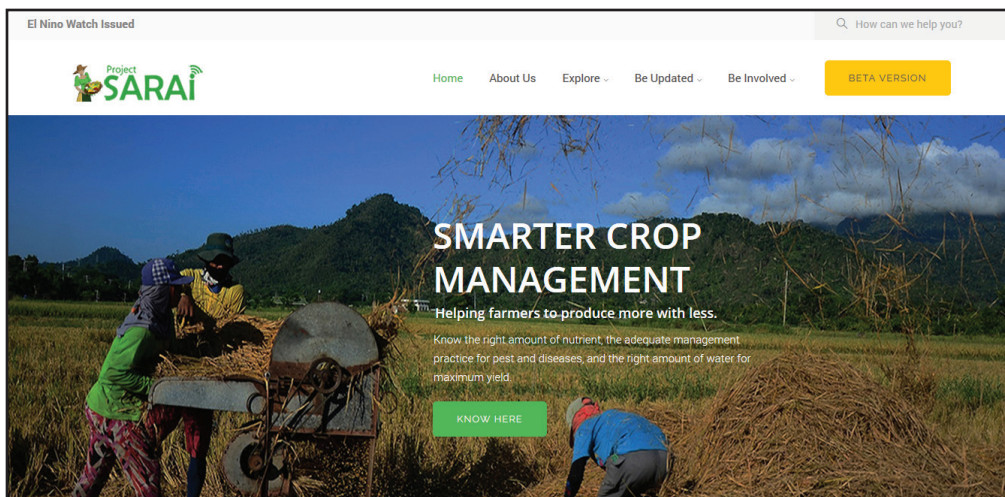 El Nino Watch Issued
How can we help you?
Project
SARAi
Home About Us Explore Be Updated Be Involved BETA VERSION
SMARTER CROP
MANAGEMENT
Helping farmers to produce more with less.
Know the right amount of nutrient, the adequate management
practice for pest and diseases, and the right amount of water for
maximum yield.
KNOW HERE